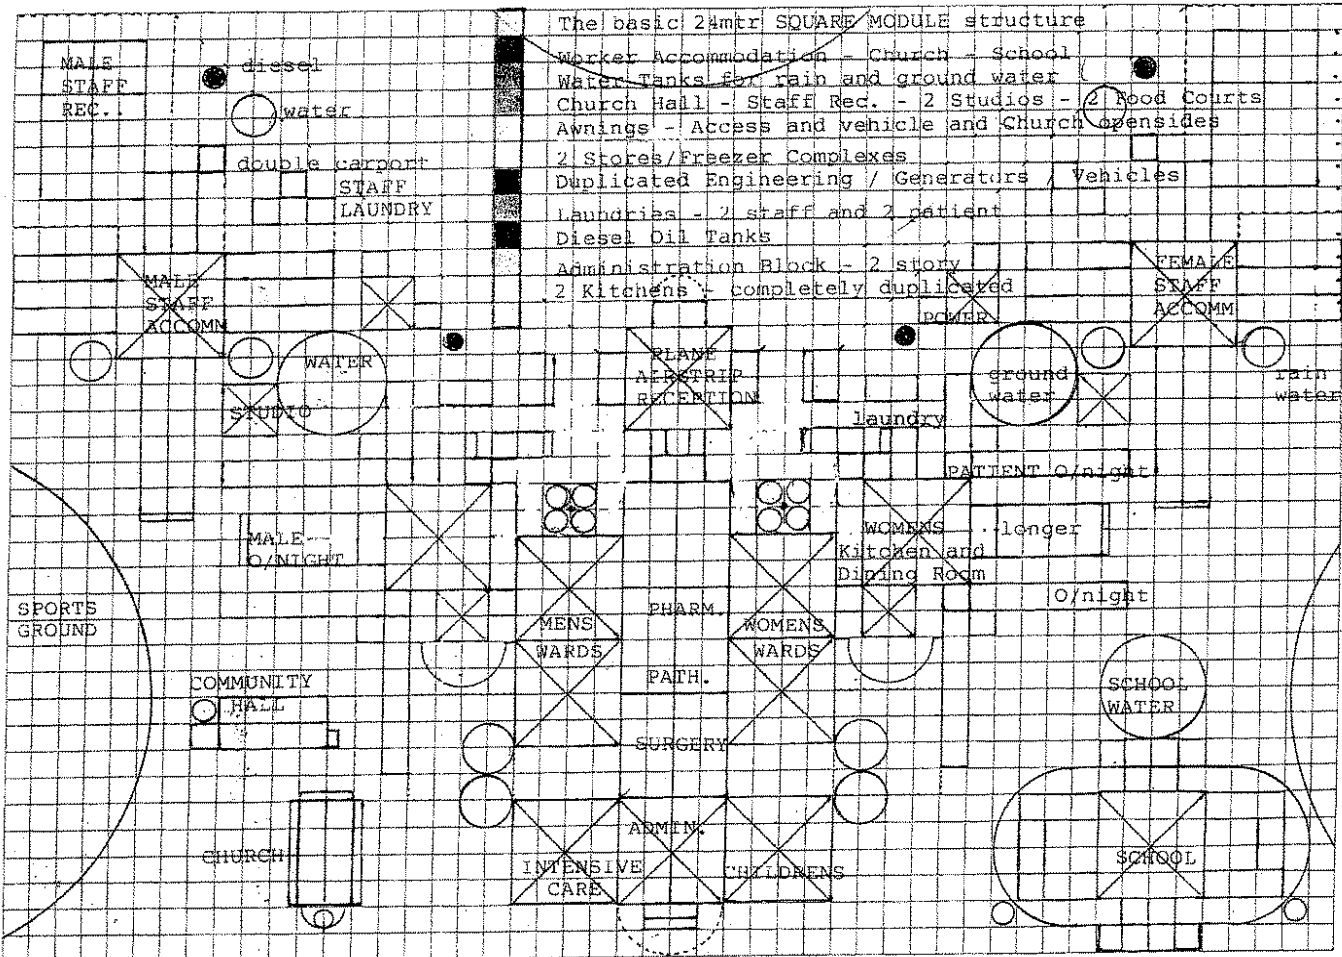 The basic 24mtr SQUARE MODULE structure
Worker Accommodation - Church - School
Water Tanks for rain and ground water
Church Hall - Staff Rec. - 2 Studios - 2 Food Courts
Awnings - Access and vehicle and Church opensides
2 Stores/Freezer Complexes
Duplicated Engineering / Generators / Vehicles
Laundries - 2 staff and 2 patient
Diesel Oil Tanks
Administration Block - 2 story
2 Kitchens - completely duplicated
MALE
STAFF
REC..
diesel
water
double carport
STAFF
LAUNDRY
MALE
STAFF
ACCOMN
FEMALE
STAFF
ACCOMM
POWER
WATER
STUDIO
PLANE
AIRSTRIP
RECEPTION
ground
water
rain
water
laundry
PATIENT O/night
MALE
O/NIGHT
WOMENS
Kitchen and
Dining Room
longer
O/night
SPORTS
GROUND
MENS
WARDS
PHARM.
WOMENS
WARDS
PATH.
SURGERY
COMMUNITY
HALL
SCHOOL
WATER
CHURCH
ADMIN.
INTENSIVE
CARE
CHILDRENS
SCHOOL